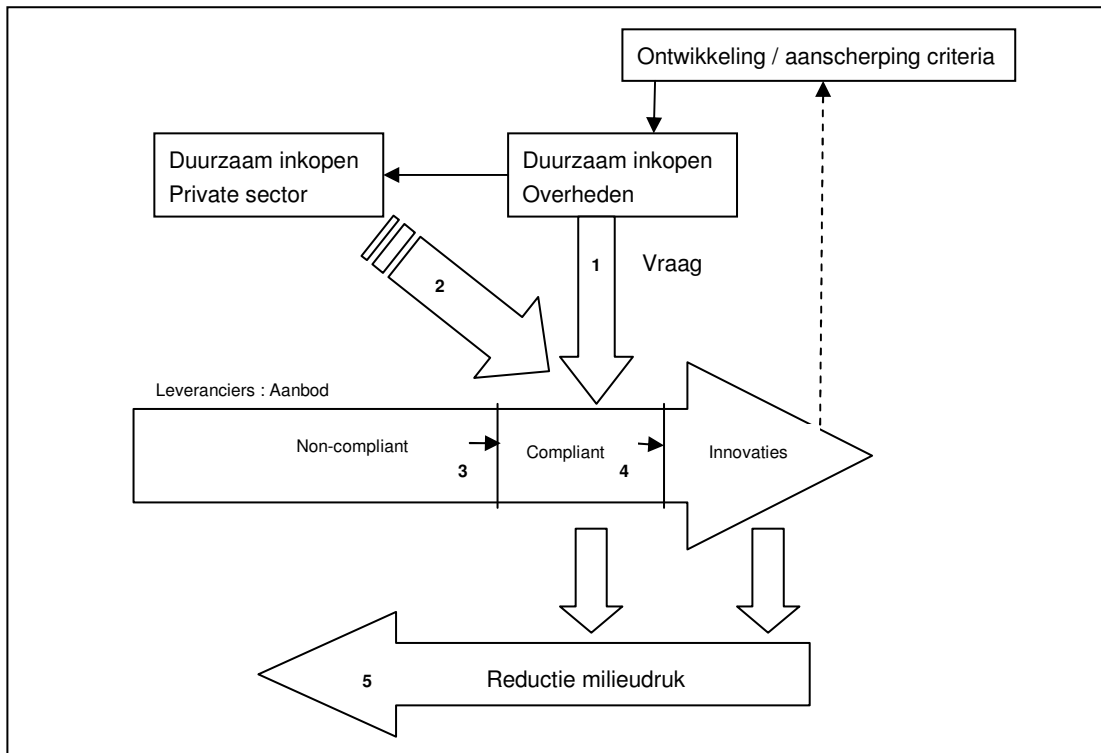 Ontwikkeling / aanscherping criteria
Duurzaam inkopen
Private sector
Duurzaam inkopen
Overheden
1
Vraag
2
Leveranciers : Aanbod
Non-compliant
3
Compliant
4
Innovaties
5
Reductie milieudruk